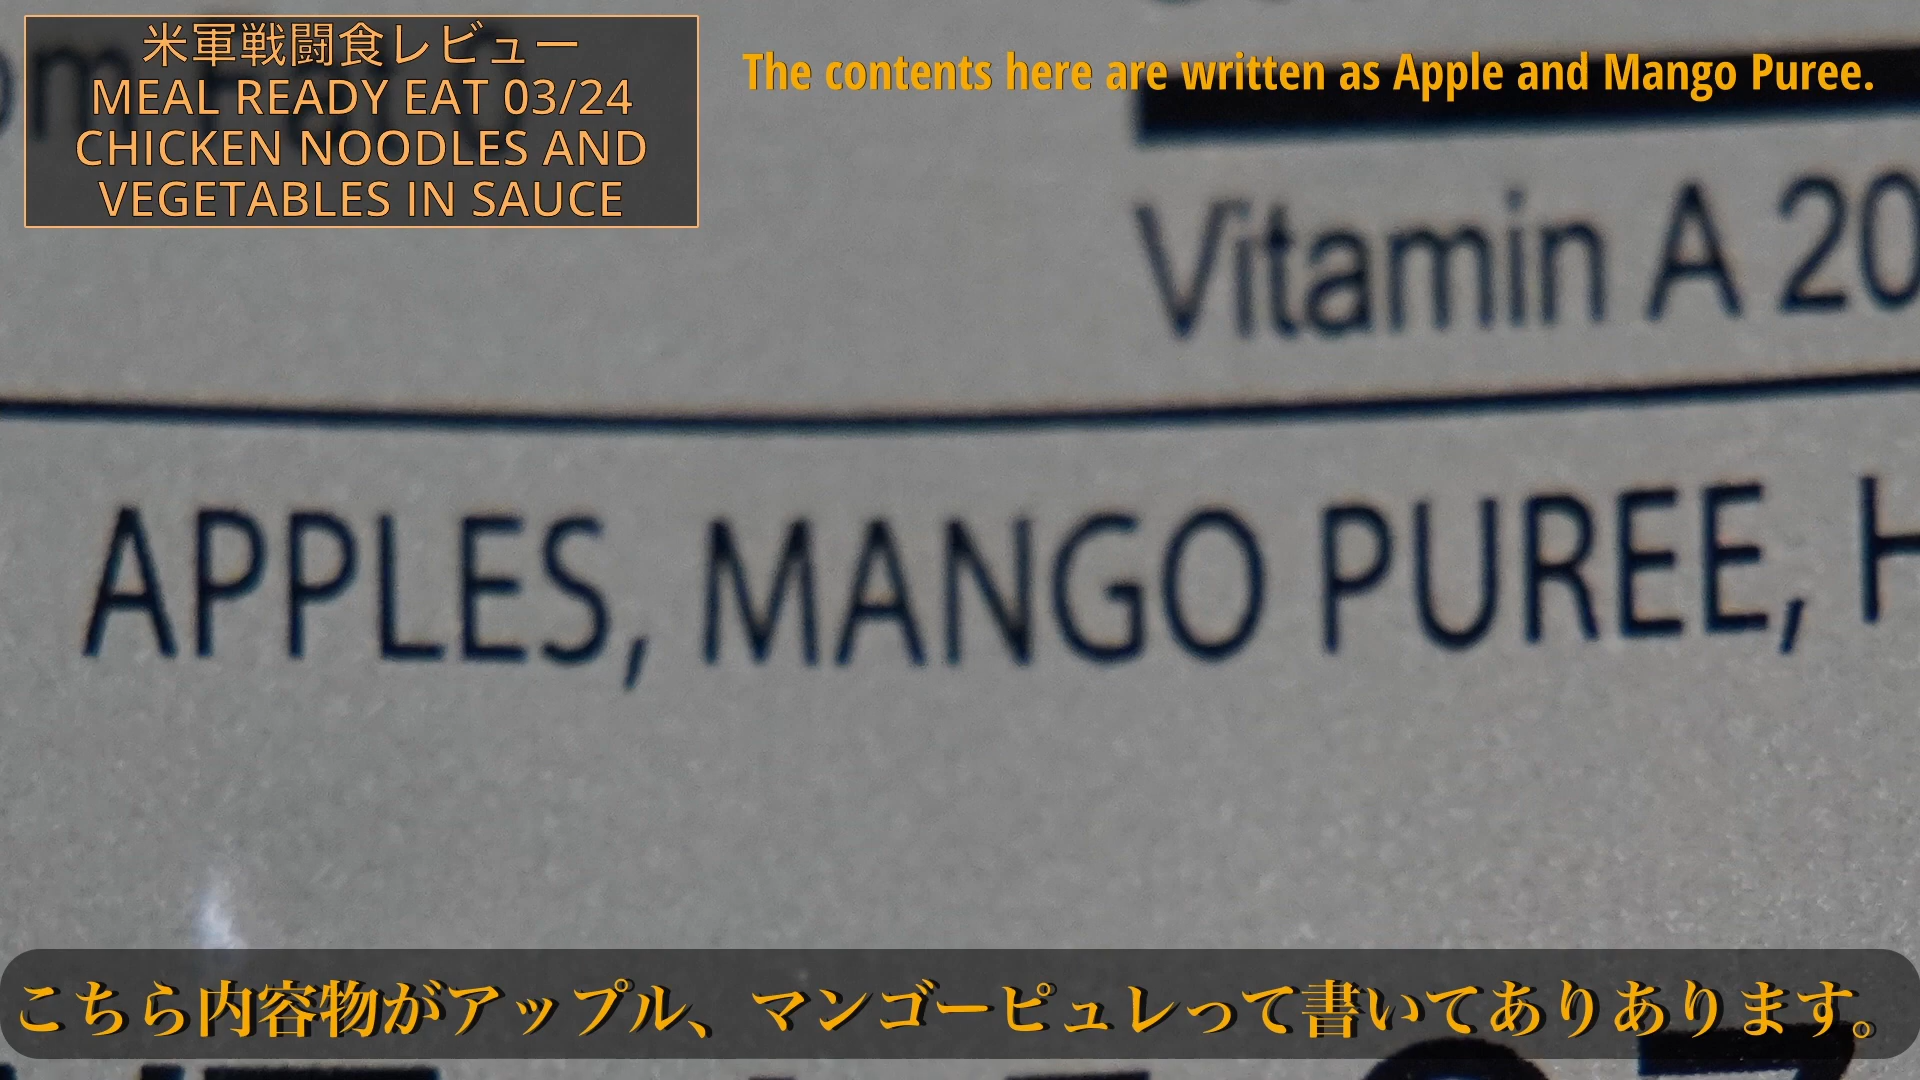 米軍戦闘食レビュー
MEAL READY EAT 03/24
CHICKEN NOODLES AND
VEGETABLES IN SAUCE
The contents here are written as Apple and Mango Puree.
Vitamin A 20
APPLES, MANGO PUREE, H
こちら内容物がアップル、マンゴーピュレって書いてありあります。